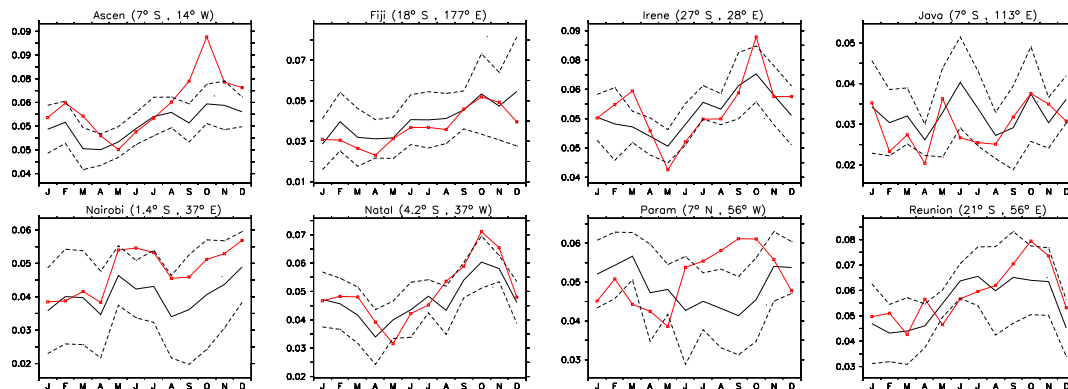 Ascen (7° S , 14° W)
0.09
0.08
0.06
0.05
0.04
J F M A M J J A S O N D
Fiji (18° S , 177° E)
0.08
0.06
0.05
0.03
0.01
J F M A M J J A S O N D
Irene (27° S , 28° E)
0.09
0.08
0.06
0.05
0.04
J F M A M J J A S O N D
Java (7° S , 113° E)
0.05
0.04
0.03
0.02
J F M A M J J A S O N D
Nairobi (1.4° S , 37° E)
0.06
0.05
0.04
0.03
0.02
J F M A M J J A S O N D
Natal (4.2° S , 37° W)
0.07
0.06
0.05
0.04
0.03
0.02
J F M A M J J A S O N D
Param (7° N , 56° W)
0.06
0.05
0.04
0.03
J F M A M J J A S O N D
Reunion (21° S , 56° E)
0.08
0.07
0.06
0.05
0.04
0.03
J F M A M J J A S O N D